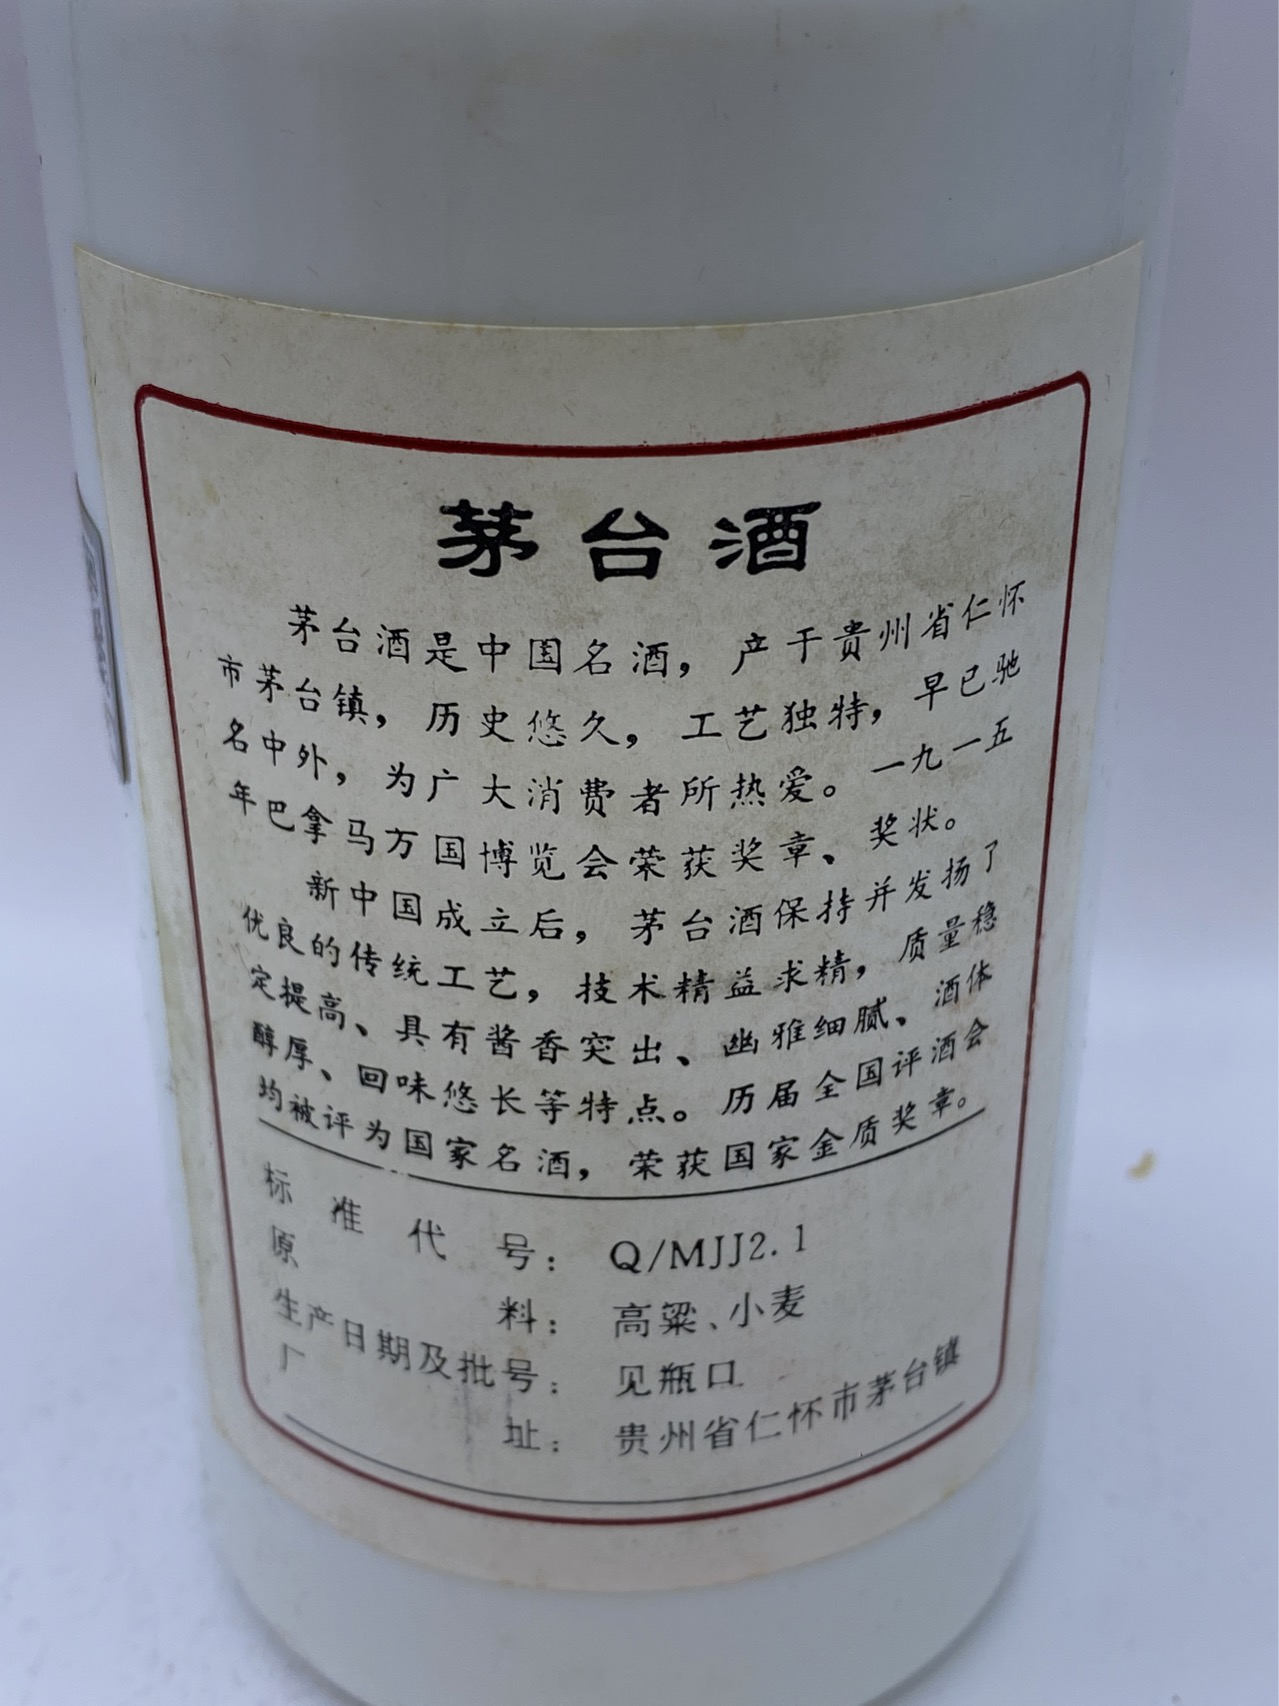 茅台酒
茅台酒是中国名酒，产于贵州省仁怀
市茅台镇，历史悠久，工艺独特，早已驰
名中外，为广大消费者所热爱。一九一五
年巴拿马万国博览会荣获奖章、奖状。
新中国成立后，茅台酒保持并发扬了
优良的传统工艺，技术精益求精，质量稳
定提高、具有酱香突出、幽雅细腻、酒体
醇厚、回味悠长等特点。历届全国评酒会
均被评为国家名酒，荣获国家金质奖章。
标准代号：Q/MJJ2.1
原料：高粱、小麦
生产日期及批号：见瓶口
厂址：贵州省仁怀市茅台镇